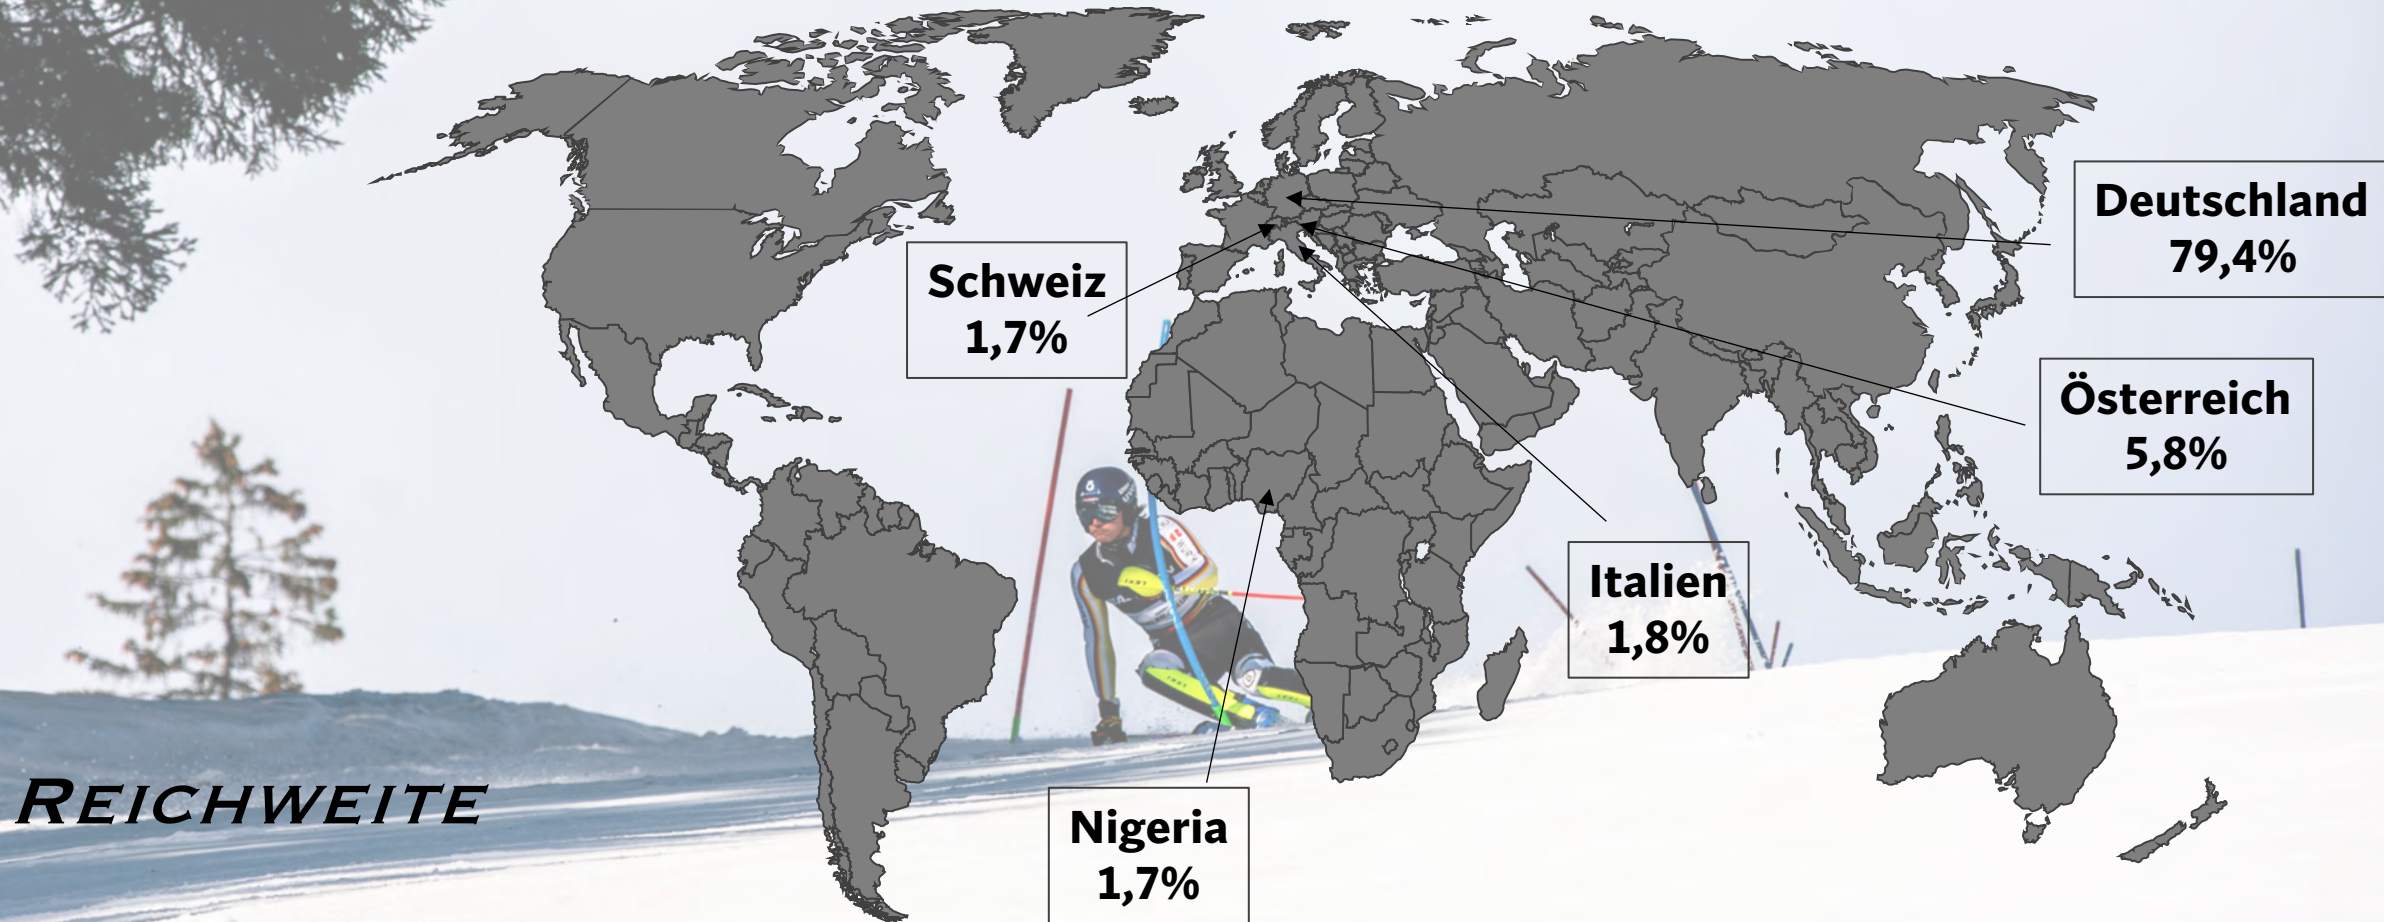 Deutschland
79,4%
Schweiz
1,7%
Österreich
5,8%
Italien
1,8%
REICHWEITE
Nigeria
1,7%